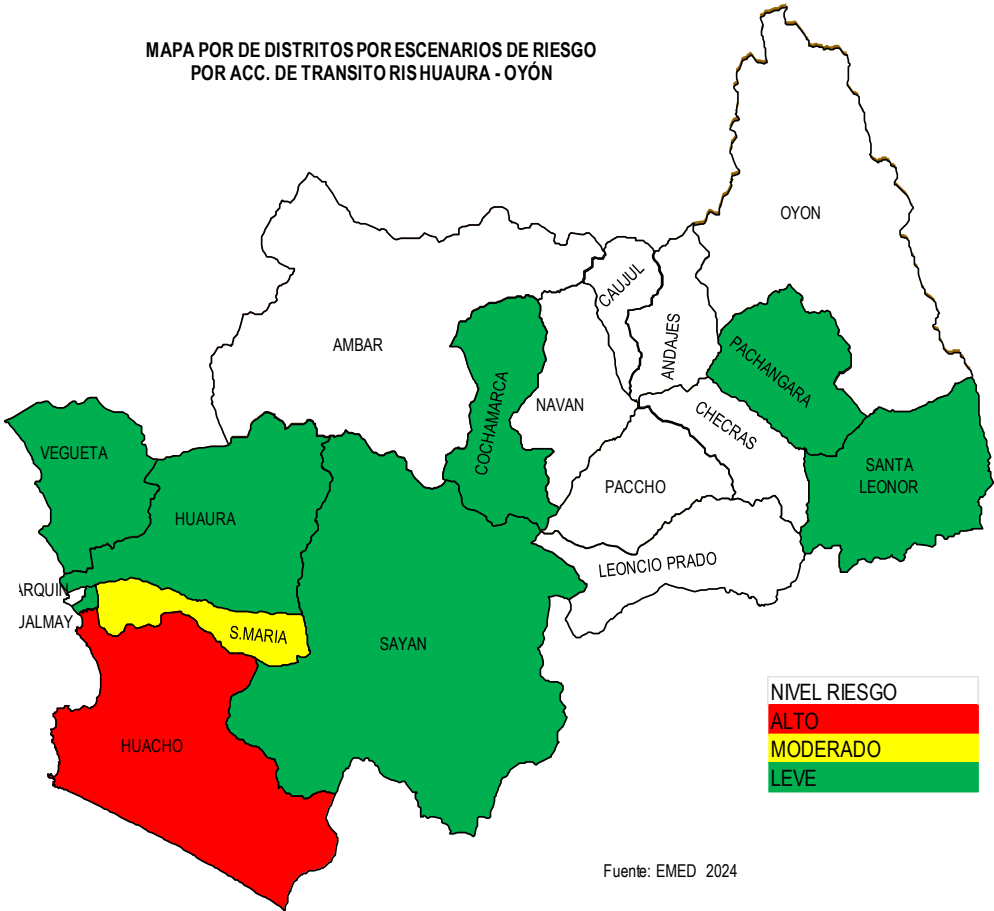 MAPA POR DE DISTRITOS POR ESCENARIOS DE RIESGO
POR ACC. DE TRANSITO RIS HUAURA - OYÓN
OYON
CAUJUL
AMBAR
ANDAJES
PACHANGARA
COCHAMARCA
NAVAN
CHECRAS
VEGUETA
SANTA
LEONOR
PACCHO
HUAURA
LEONCIO PRADO
ARQUIN
UALMAY
S.MARIA
SAYAN
HUACHO
NIVEL RIESGO
ALTO
MODERADO
LEVE
Fuente: EMED 2024